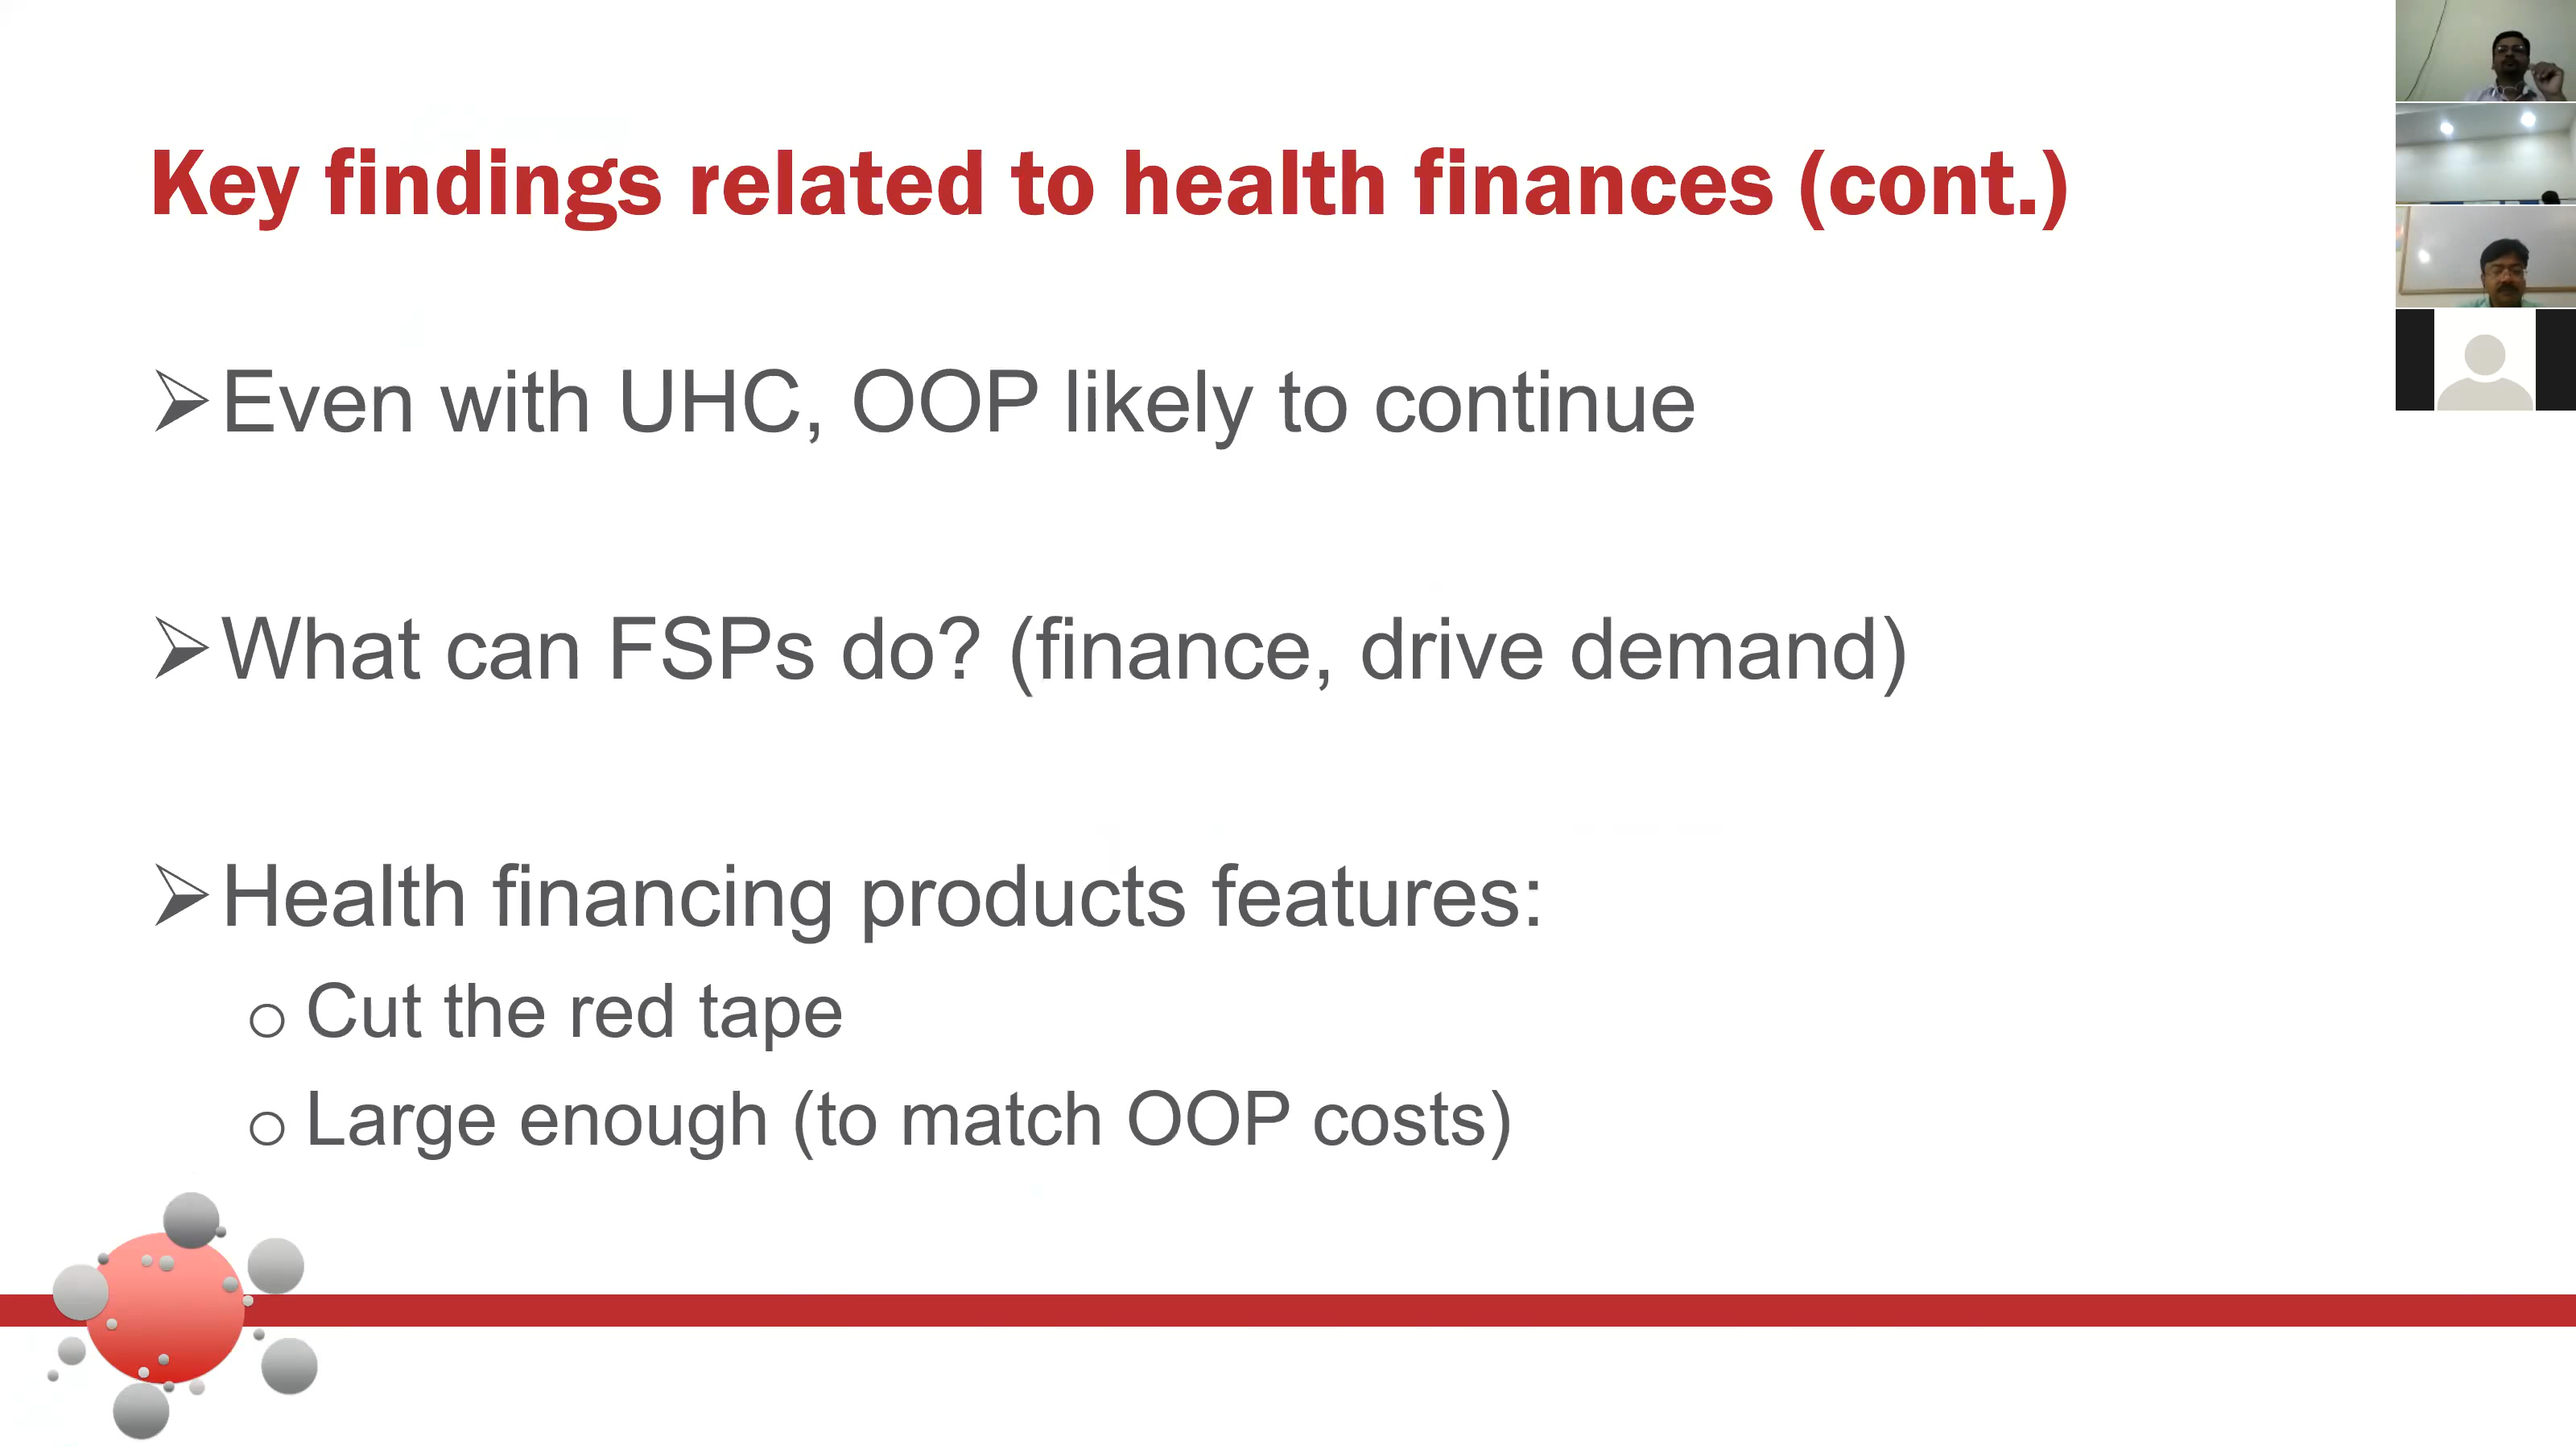 Key findings related to health finances (cont.)
Even with UHC, OOP likely to continue
What can FSPs do? (finance, drive demand)
Health financing products features:
Cut the red tape
Large enough (to match OOP costs)